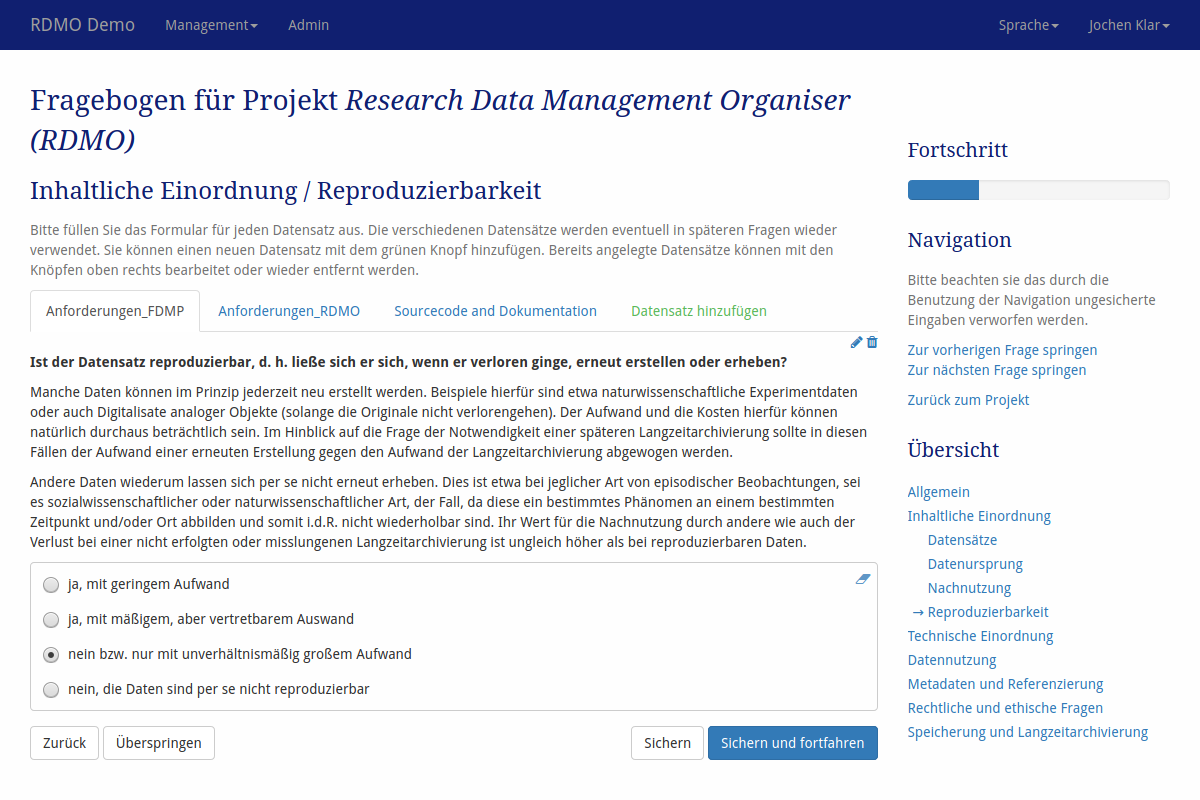 RDMO Demo Management Admin Sprache Jochen Klar
Fragebogen für Projekt Research Data Management Organiser
(RDMO)
Inhaltliche Einordnung / Reproduzierbarkeit
Bitte füllen Sie das Formular für jeden Datensatz aus. Die verschiedenen Datensätze werden eventuell in späteren Fragen wieder
verwendet. Sie können einen neuen Datensatz mit dem grünen Knopf hinzufügen. Bereits angelegte Datensätze können mit den
Knöpfen oben rechts bearbeitet oder wieder entfernt werden.
Anforderungen_FDMP Anforderungen_RDMO Sourcecode and Dokumentation Datensatz hinzufügen
Ist der Datensatz reproduzierbar, d. h. ließe sich er sich, wenn er verloren ginge, erneut erstellen oder erheben?
Manche Daten können im Prinzip jederzeit neu erstellt werden. Beispiele hierfür sind etwa naturwissenschaftliche Experimentdaten
oder auch Digitalisate analoger Objekte (solange die Originale nicht verlorengehen). Der Aufwand und die Kosten hierfür können
natürlich durchaus beträchtlich sein. Im Hinblick auf die Frage der Notwendigkeit einer späteren Langzeitarchivierung sollte in diesen
Fällen der Aufwand einer erneuten Erstellung gegen den Aufwand der Langzeitarchivierung abgewogen werden.
Andere Daten wiederum lassen sich per se nicht erneut erheben. Dies ist etwa bei jeglicher Art von episodischer Beobachtungen, sei
es sozialwissenschaftlicher oder naturwissenschaftlicher Art, der Fall, da diese ein bestimmtes Phänomen an einem bestimmten
Zeitpunkt und/oder Ort abbilden und somit i.d.R. nicht wiederholbar sind. Ihr Wert für die Nachnutzung durch andere wie auch der
Verlust bei einer nicht erfolgten oder misslungenen Langzeitarchivierung ist ungleich höher als bei reproduzierbaren Daten.
ja, mit geringem Aufwand
ja, mit mäßigem, aber vertretbarem Auswand
nein bzw. nur mit unverhältnismäßig großem Aufwand
nein, die Daten sind per se nicht reproduzierbar
Zurück Überspringen Sichern Sichern und fortfahren
Fortschritt
Navigation
Bitte beachten sie das durch die
Benutzung der Navigation ungesicherte
Eingaben verworfen werden.
Zur vorherigen Frage springen
Zur nächsten Frage springen
Zurück zum Projekt
Übersicht
Allgemein
Inhaltliche Einordnung
Datensätze
Datenursprung
Nachnutzung
→ Reproduzierbarkeit
Technische Einordnung
Datennutzung
Metadaten und Referenzierung
Rechtliche und ethische Fragen
Speicherung und Langzeitarchivierung